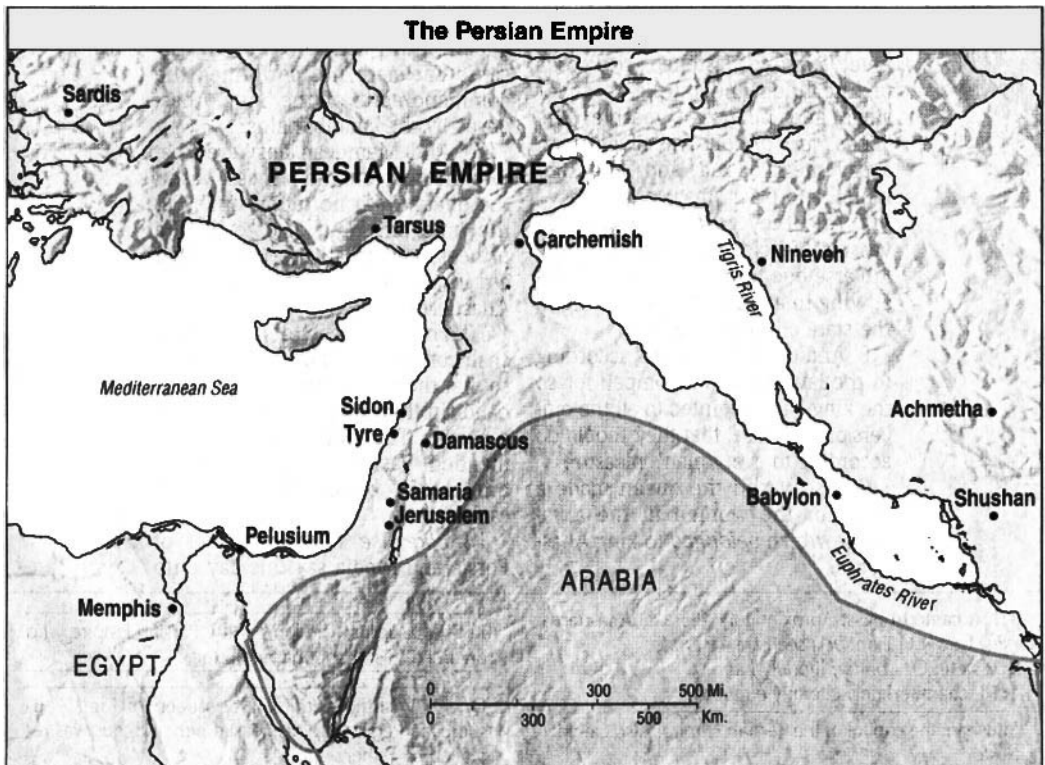 The Persian Empire
Sardis
PERSIAN EMPIRE
Tarsus
Carchemish
Tigris River
Nineveh
Mediterranean Sea
Sidon
Tyre
Damascus
Achmetha
Samaria
Jerusalem
Babylon
Shushan
Pelusium
Euphrates River
ARABIA
Memphis
EGYPT
0 300 500 Mi.
0 300 500 Km.